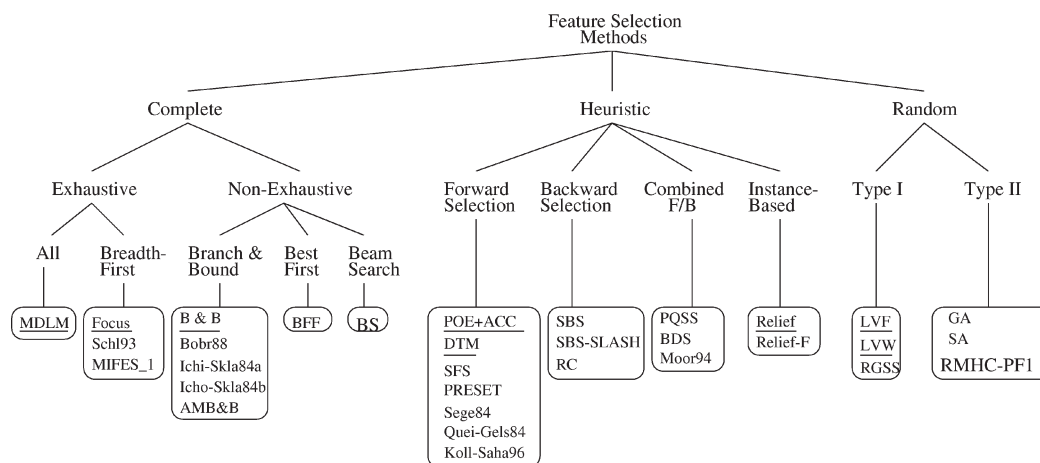 Feature Selection
Methods
Complete
Heuristic
Random
Exhaustive
Non-Exhaustive
Forward
Selection
Backward
Selection
Combined
F/B
Instance-
Based
Type I
Type II
All
Breadth-
First
Branch &
Bound
Best
First
Beam
Search
MDLM
Focus
Schl93
MIFES_1
B & B
Bobr88
Ichi-Skla84a
Icho-Skla84b
AMB&B
BFF
BS
POE+ACC
DTM
SFS
PRESET
Sege84
Quei-Gels84
Koll-Saha96
SBS
SBS-SLASH
RC
PQSS
BDS
Moor94
Relief
Relief-F
LVF
LVW
RGSS
GA
SA
RMHC-PF1